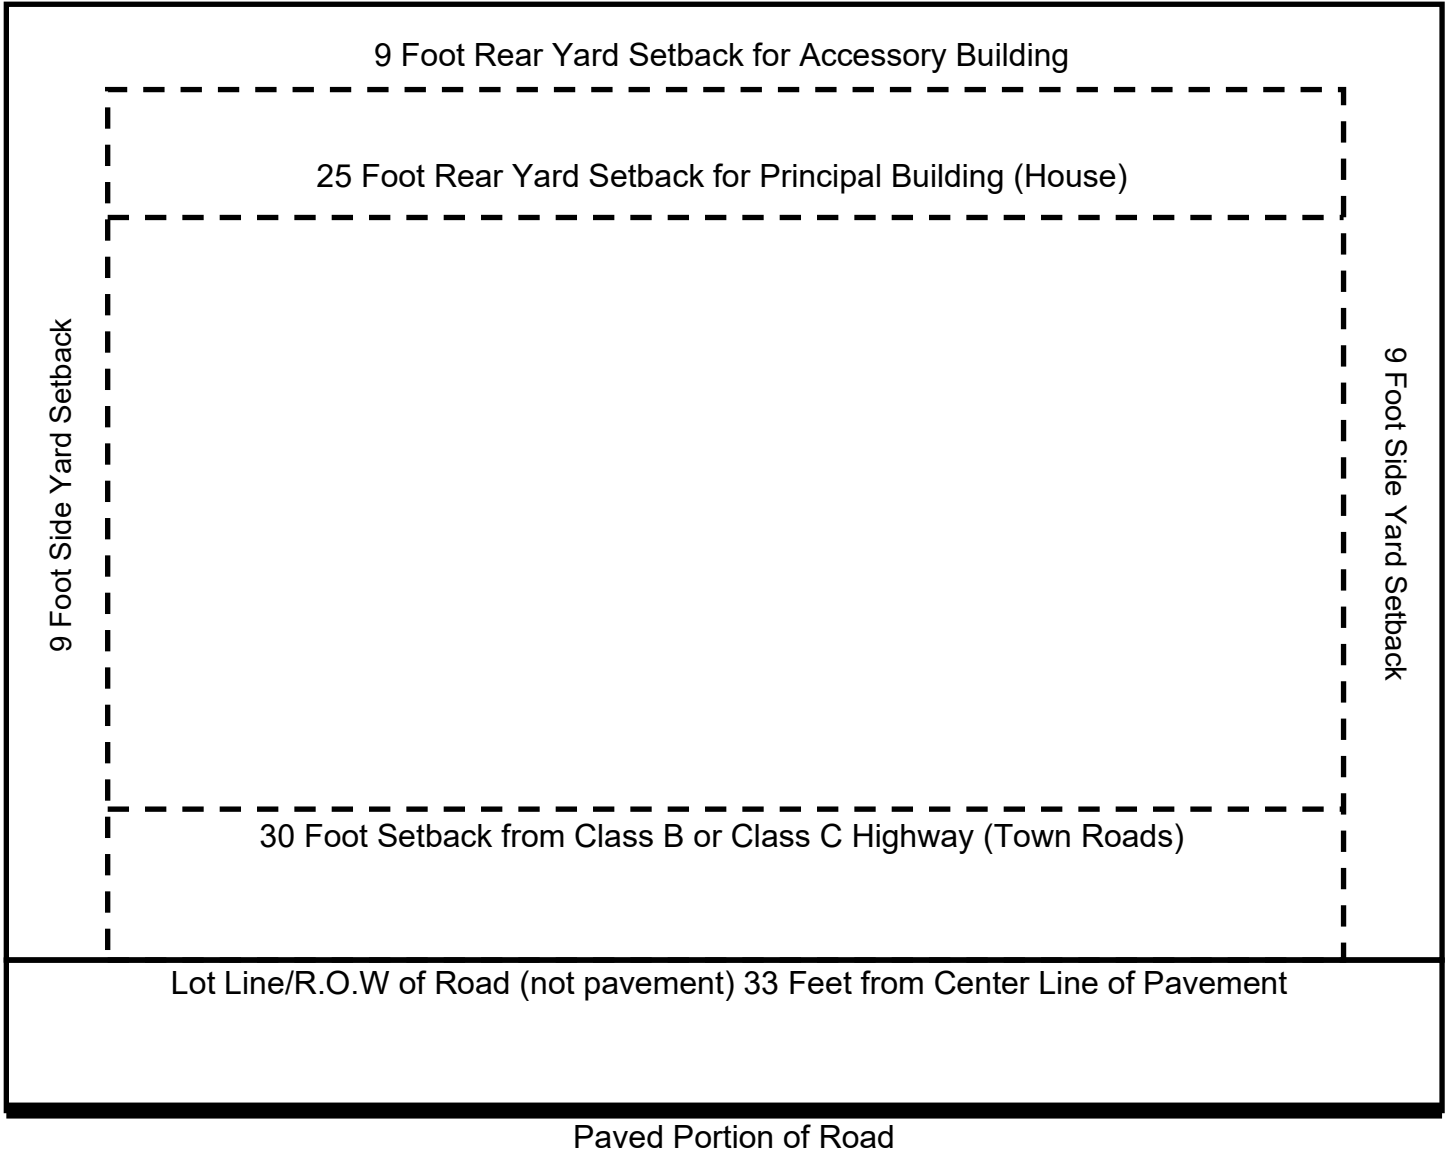 9 Foot Rear Yard Setback for Accessory Building
25 Foot Rear Yard Setback for Principal Building (House)
9 Foot Side Yard Setback
9 Foot Side Yard Setback
30 Foot Setback from Class B or Class C Highway (Town Roads)
Lot Line/R.O.W of Road (not pavement) 33 Feet from Center Line of Pavement
Paved Portion of Road